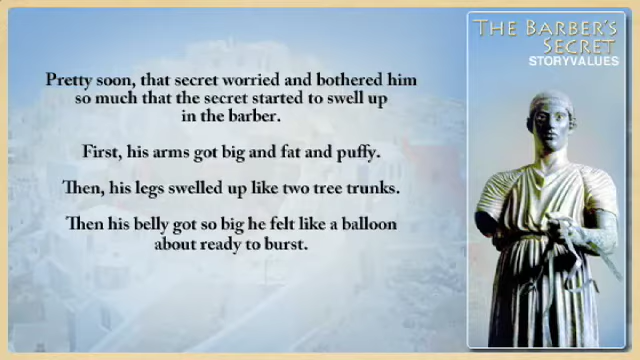 Pretty soon, that secret worried and bothered him
so much that the secret started to swell up
in the barber.
First, his arms got big and fat and puffy.
Then, his legs swelled up like two tree trunks.
Then his belly got so big he felt like a balloon
about ready to burst.
The Barber's
Secret
STORYVALUES